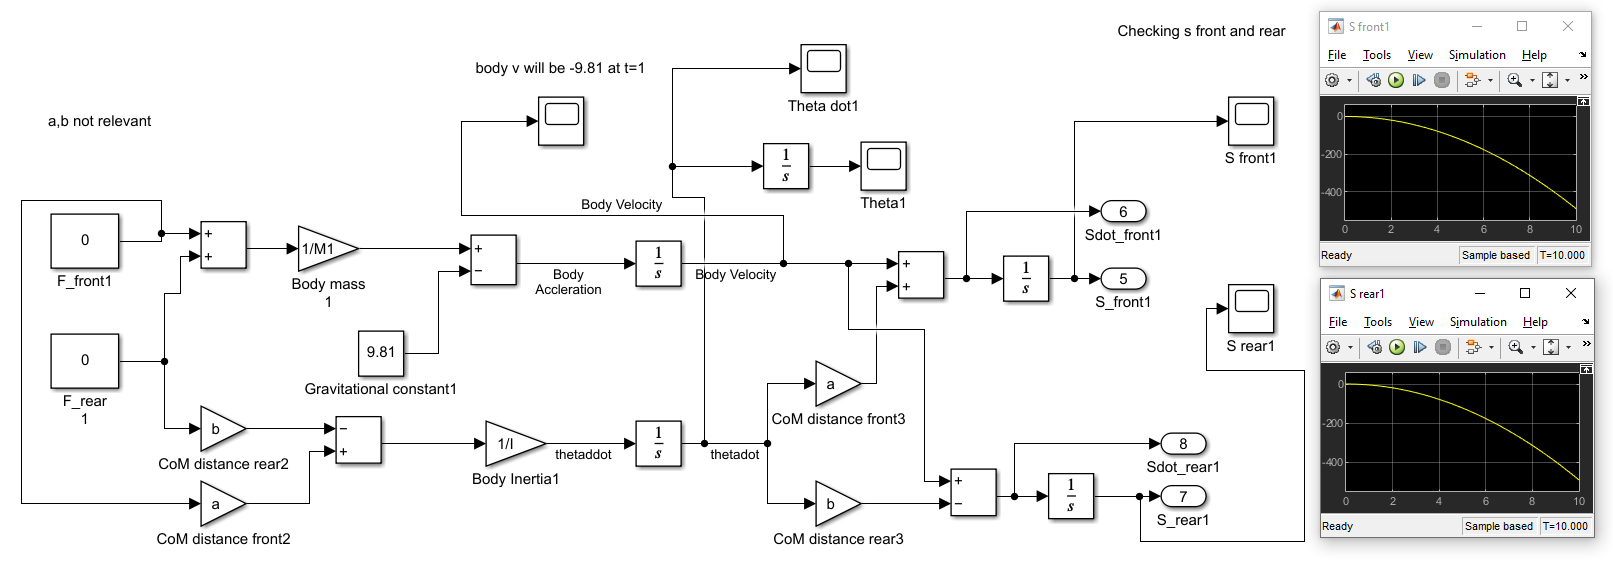 Checking s front and rear
body v will be -9.81 at t=1
a,b not relevant
Theta dot1
1
s
Theta1
S front1
Body Velocity
0
F_front1
+
+
1/M1
Body mass
1
+
−
Body
Accleration
1
s
Body Velocity
+
+
6
Sdot_front1
1
s
5
S_front1
0
F_rear
1
9.81
Gravitational constant1
S rear1
a
CoM distance front3
b
CoM distance rear2
−
+
1/I
Body Inertia1
thetaddot
1
s
thetadot
8
Sdot_rear1
a
CoM distance front2
b
CoM distance rear3
+
−
1
s
7
S_rear1
S front1
File Tools View Simulation Help
0
-200
-400
0 2 4 6 8 10
Ready Sample based T=10.000
S rear1
File Tools View Simulation Help
0
-200
-400
0 2 4 6 8 10
Ready Sample based T=10.000